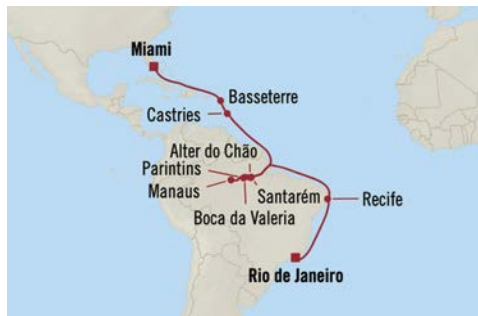 Miami
Basseterre
Castries
Alter do Chão
Parintins
Manaus
Santarém
Recife
Boca da Valeria
Rio de Janeiro